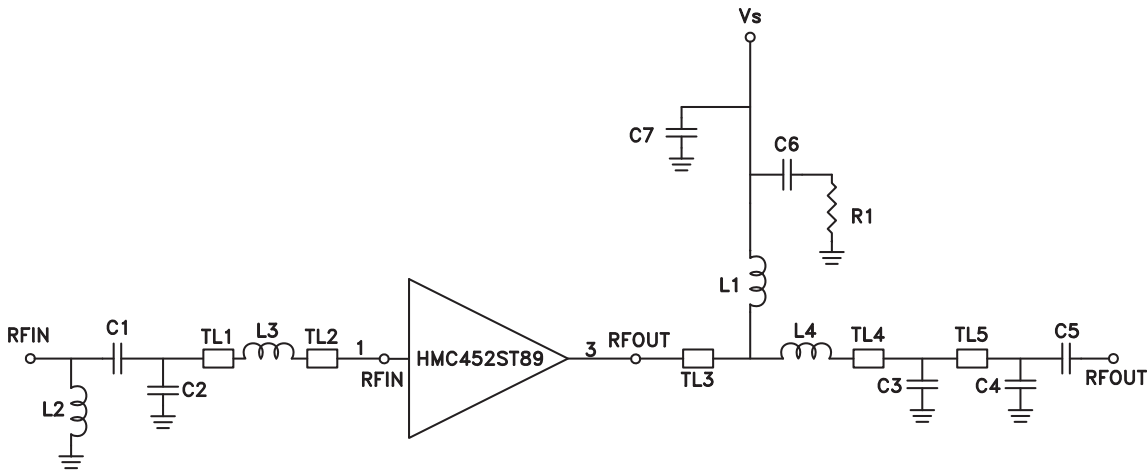 Vs
C7
C6
R1
L1
RFIN
C1
TL1
L3
TL2
1
RFIN
HMC452ST89
3
RFOUT
TL3
L4
TL4
TL5
C5
RFOUT
L2
C2
C3
C4